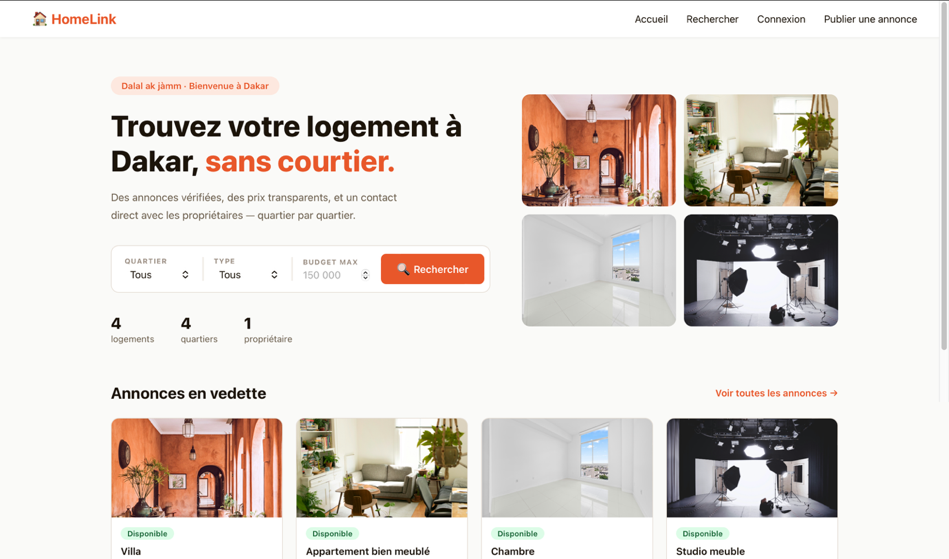 HomeLink
Accueil Rechercher Connexion Publier une annonce
Dalal ak jàmm · Bienvenue à Dakar
Trouvez votre logement à
Dakar, sans courtier.
Des annonces vérifiées, des prix transparents, et un contact
direct avec les propriétaires — quartier par quartier.
QUARTIER TYPE BUDGET MAX
Tous Tous 150 000 Rechercher
4 4 1
logements quartiers propriétaire
Annonces en vedette Voir toutes les annonces →
Disponible Disponible Disponible Disponible
Villa Appartement bien meublé Chambre Studio meuble